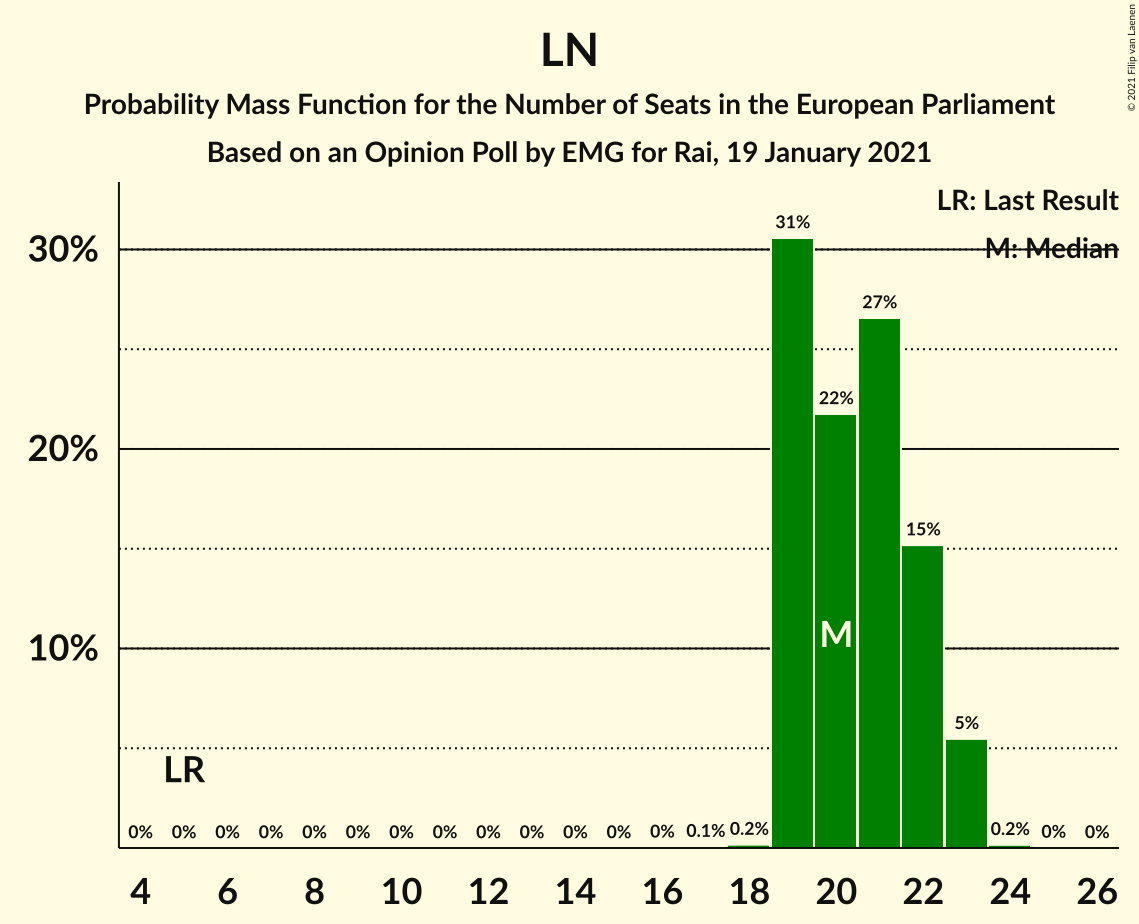 LN
Probability Mass Function for the Number of Seats in the European Parliament
Based on an Opinion Poll by EMG for Rai, 19 January 2021
© 2021 Filip van Laenen
LR: Last Result
M: Median
30%
20%
10%
31%
27%
22%
15%
5%
M
LR
0% 0% 0% 0% 0% 0% 0% 0% 0% 0% 0% 0% 0% 0.1% 0.2% 0.2% 0% 0%
4 6 8 10 12 14 16 18 20 22 24 26